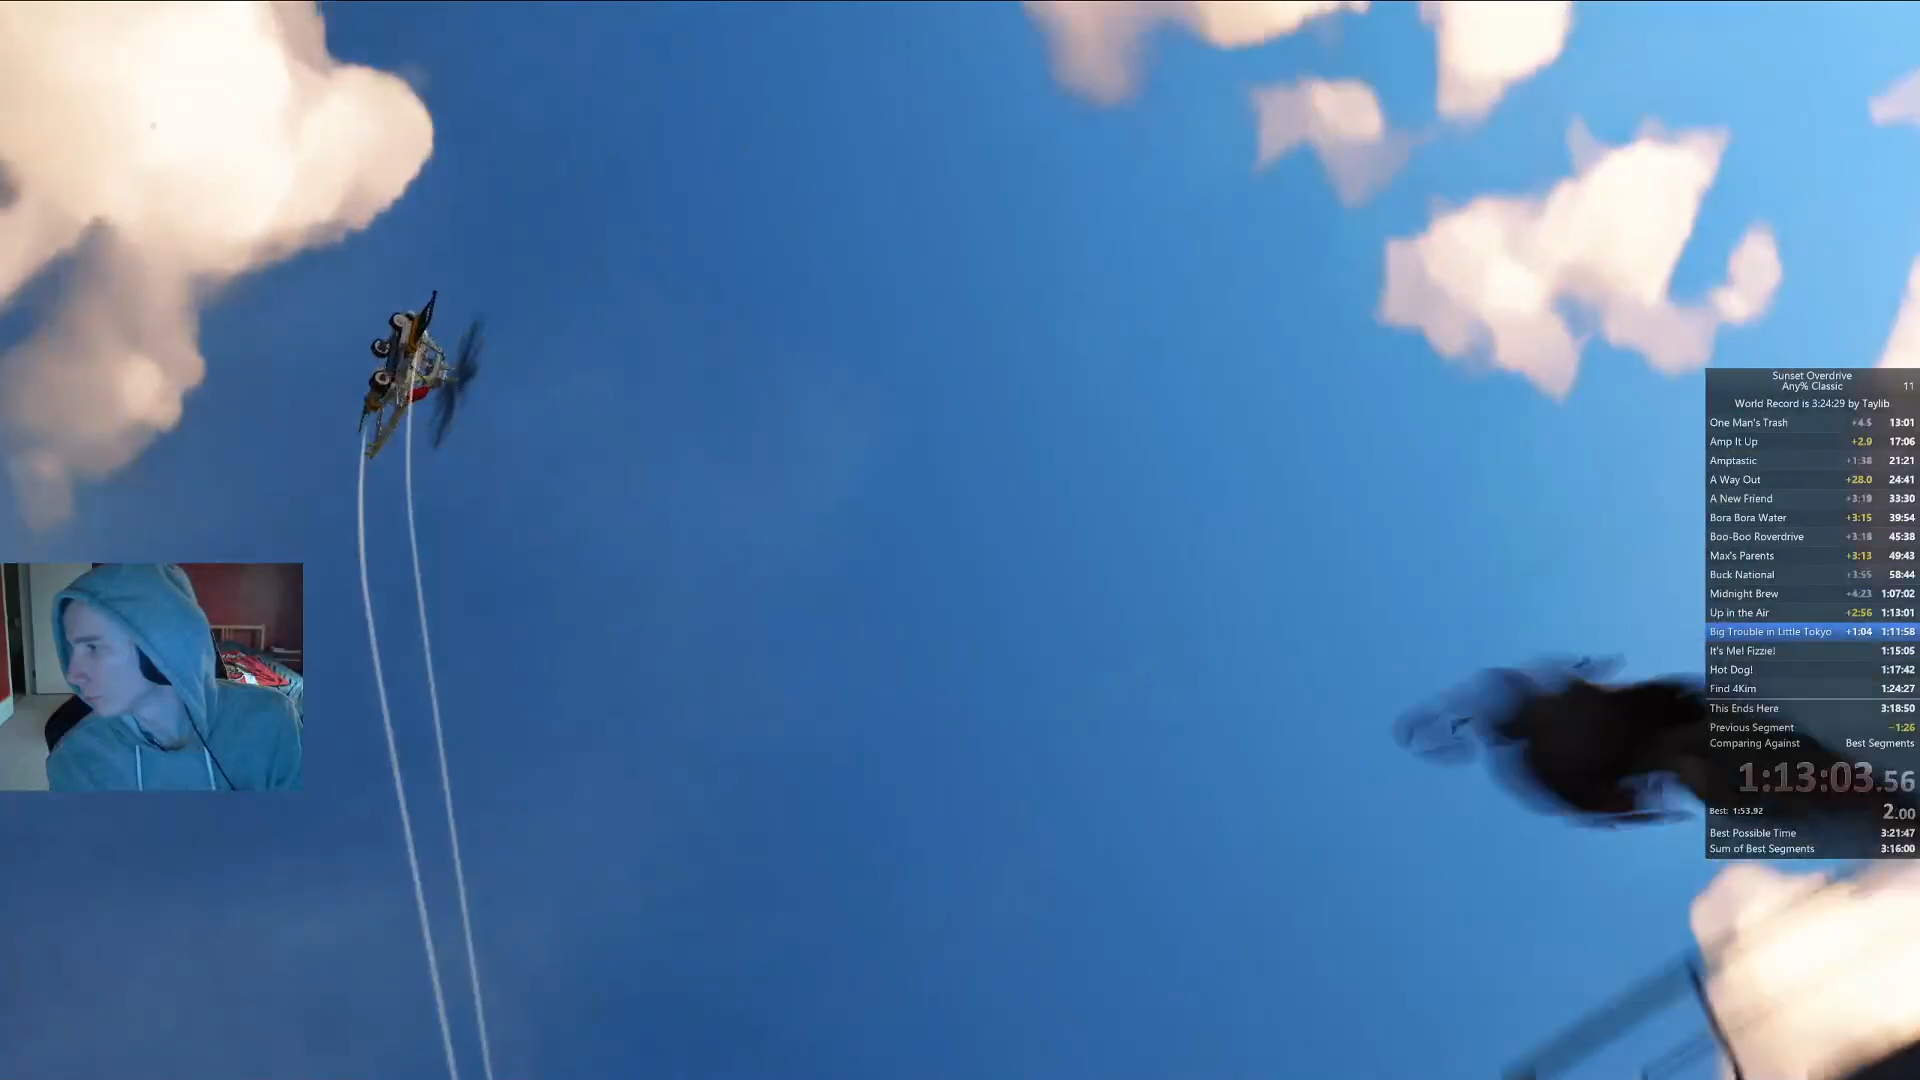 Sunset Overdrive
Any% Classic 11
World Record is 3:24:29 by Taylib
One Man's Trash +4.5 13:01
Amp It Up +2.9 17:06
Amptastic +1:38 21:21
A Way Out +28.0 24:41
A New Friend +3:19 33:30
Bora Bora Water +3:15 39:54
Boo-Boo Roverdrive +3:18 45:38
Max's Parents +3:13 49:43
Buck National +3:55 58:44
Midnight Brew +4:23 1:07:02
Up in the Air +2:56 1:13:01
Big Trouble in Little Tokyo +1:04 1:11:58
It's Me! Fizzie! 1:15:05
Hot Dog! 1:17:42
Find 4Kim 1:24:27
This Ends Here 3:18:50
Previous Segment −1:26
Comparing Against Best Segments
1:13:03.56
Best: 1:53.92 2.00
Best Possible Time 3:21:47
Sum of Best Segments 3:16:00